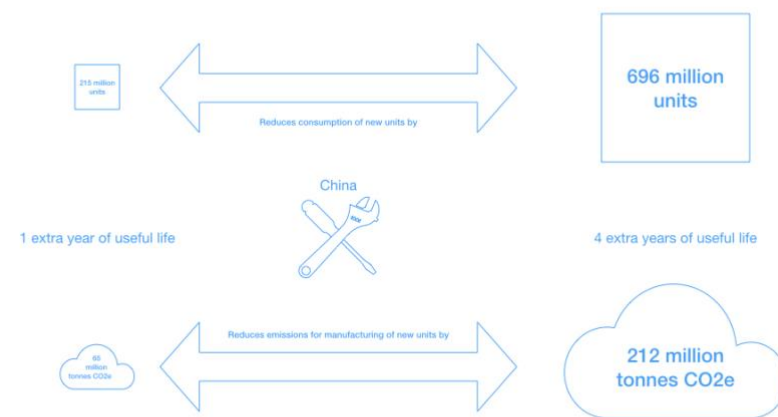 215 million
units
696 million
units
Reduces consumption of new units by
China
1 extra year of useful life
4 extra years of useful life
Reduces emissions for manufacturing of new units by
65
million
tonnes CO2e
212 million
tonnes CO2e